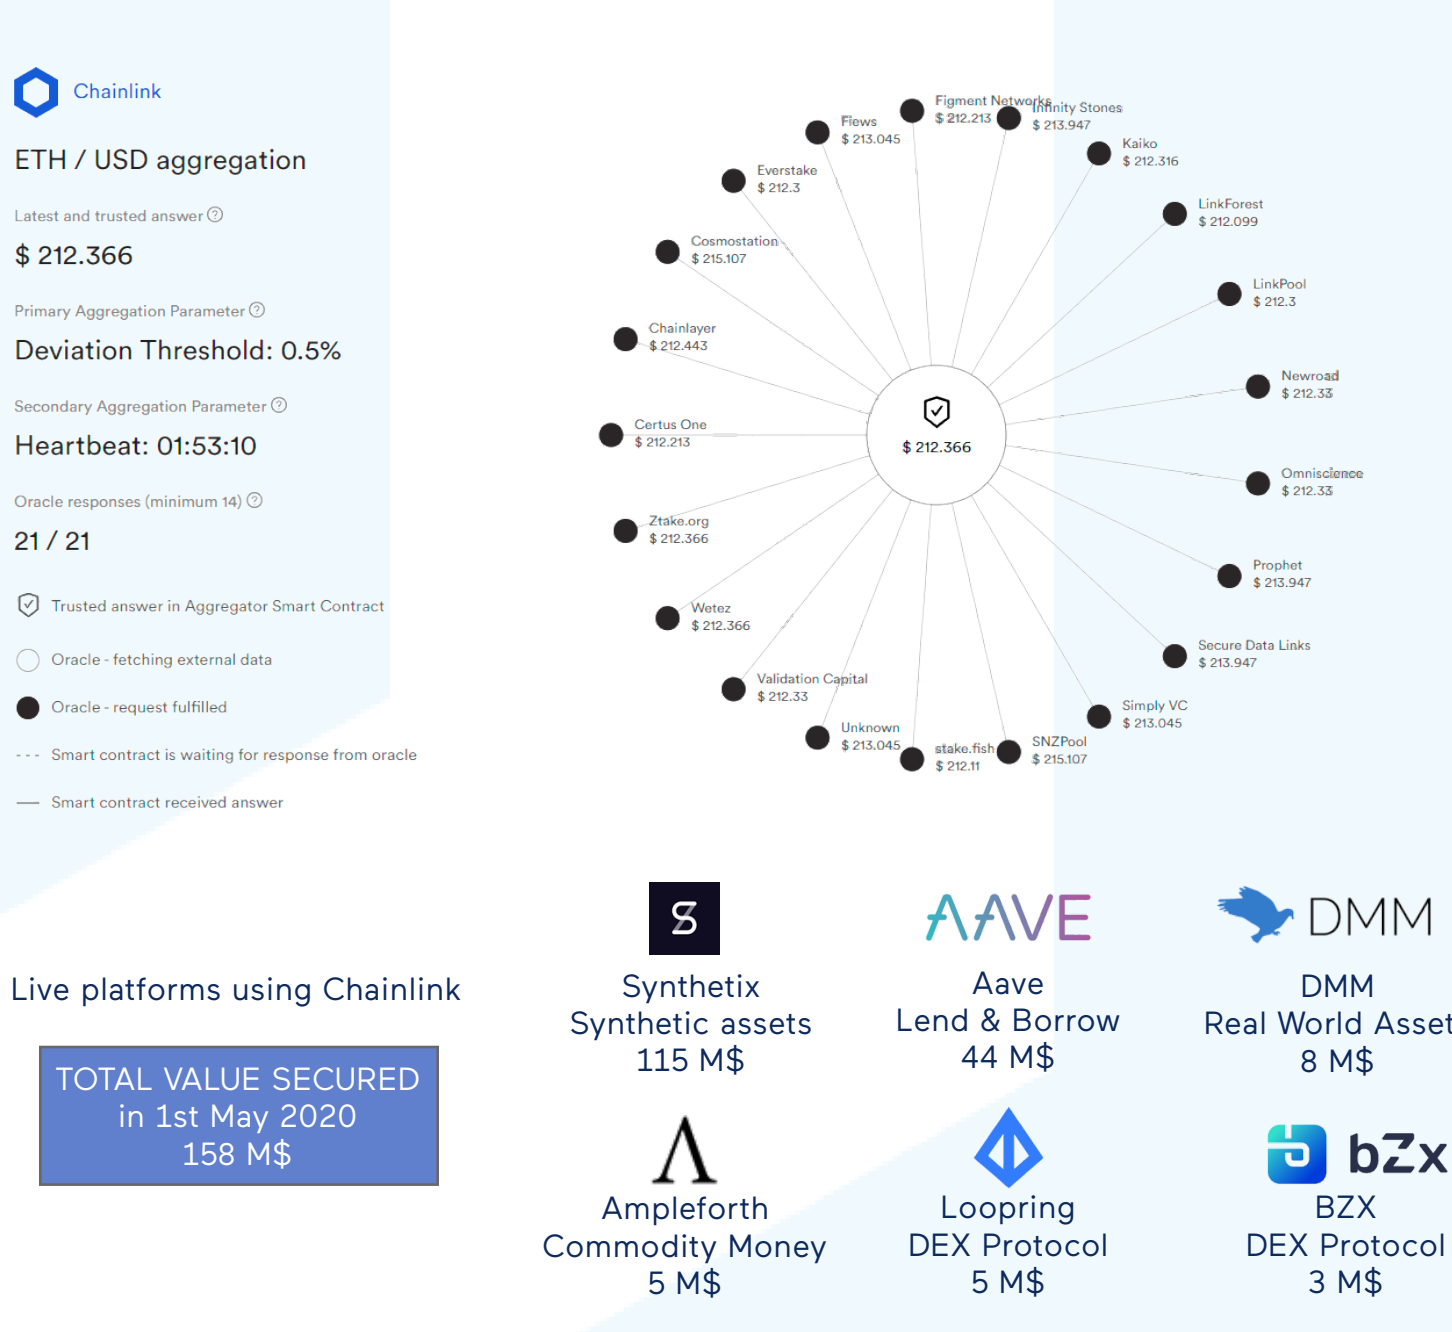 Chainlink
ETH / USD aggregation
Latest and trusted answer ?
$ 212.366
Primary Aggregation Parameter ?
Deviation Threshold: 0.5%
Secondary Aggregation Parameter ?
Heartbeat: 01:53:10
Oracle responses (minimum 14) ?
21 / 21
Trusted answer in Aggregator Smart Contract
Oracle - fetching external data
Oracle - request fulfilled
Smart contract is waiting for response from oracle
Smart contract received answer
Figment Networks
$ 212.213
Infinity Stones
$ 213.947
Kaiko
$ 212.316
LinkForest
$ 212.099
LinkPool
$ 212.3
Newroad
$ 212.33
Omniscience
$ 212.33
Prophet
$ 213.947
Secure Data Links
$ 213.947
Simply VC
$ 213.045
SNZPool
$ 215.107
stake.fish
$ 212.11
Unknown
$ 213.045
Validation Capital
$ 212.33
Wetez
$ 212.366
Ztake.org
$ 212.366
Certus One
$ 212.213
Chainlayer
$ 212.443
Cosmostation
$ 215.107
Everstake
$ 212.3
Fiews
$ 213.045
$ 212.366
Live platforms using Chainlink
TOTAL VALUE SECURED
in 1st May 2020
158 M$
Synthetix
Synthetic assets
115 M$
AAVE
Aave
Lend & Borrow
44 M$
DMM
DMM
Real World Asset
8 M$
Ampleforth
Commodity Money
5 M$
Loopring
DEX Protocol
5 M$
bZx
BZX
DEX Protocol
3 M$